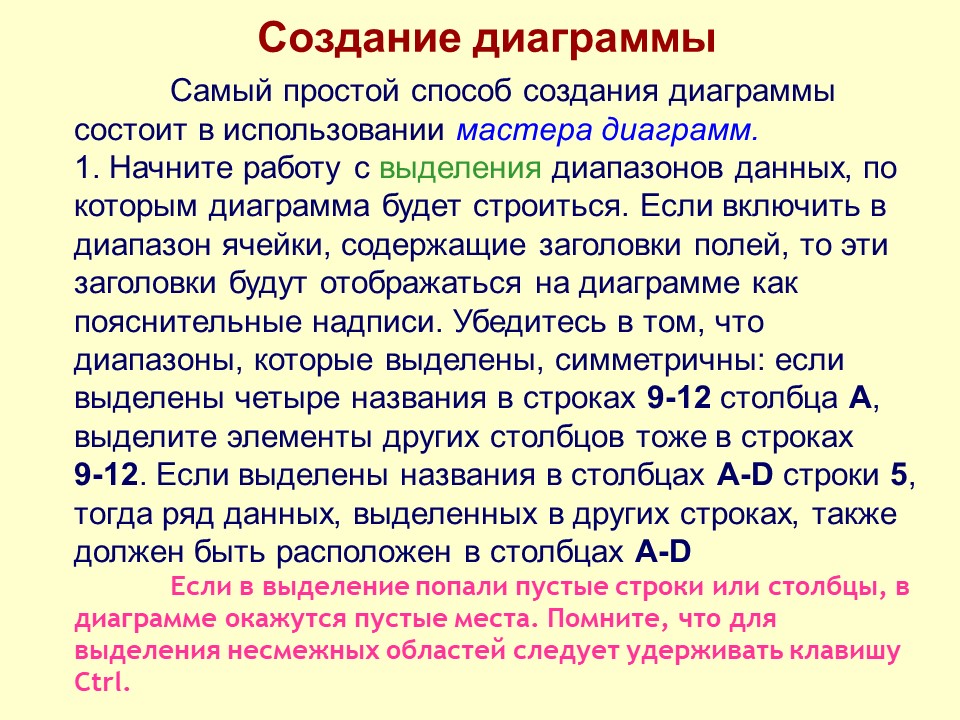 Создание диаграммы
Самый простой способ создания диаграммы
состоит в использовании мастера диаграмм.
1. Начните работу с выделения диапазонов данных, по
которым диаграмма будет строиться. Если включить в
диапазон ячейки, содержащие заголовки полей, то эти
заголовки будут отображаться на диаграмме как
пояснительные надписи. Убедитесь в том, что
диапазоны, которые выделены, симметричны: если
выделены четыре названия в строках 9-12 столбца А,
выделите элементы других столбцов тоже в строках
9-12. Если выделены названия в столбцах A-D строки 5,
тогда ряд данных, выделенных в других строках, также
должен быть расположен в столбцах A-D
Если в выделение попали пустые строки или столбцы, в
диаграмме окажутся пустые места. Помните, что для
выделения несмежных областей следует удерживать клавишу
Ctrl.